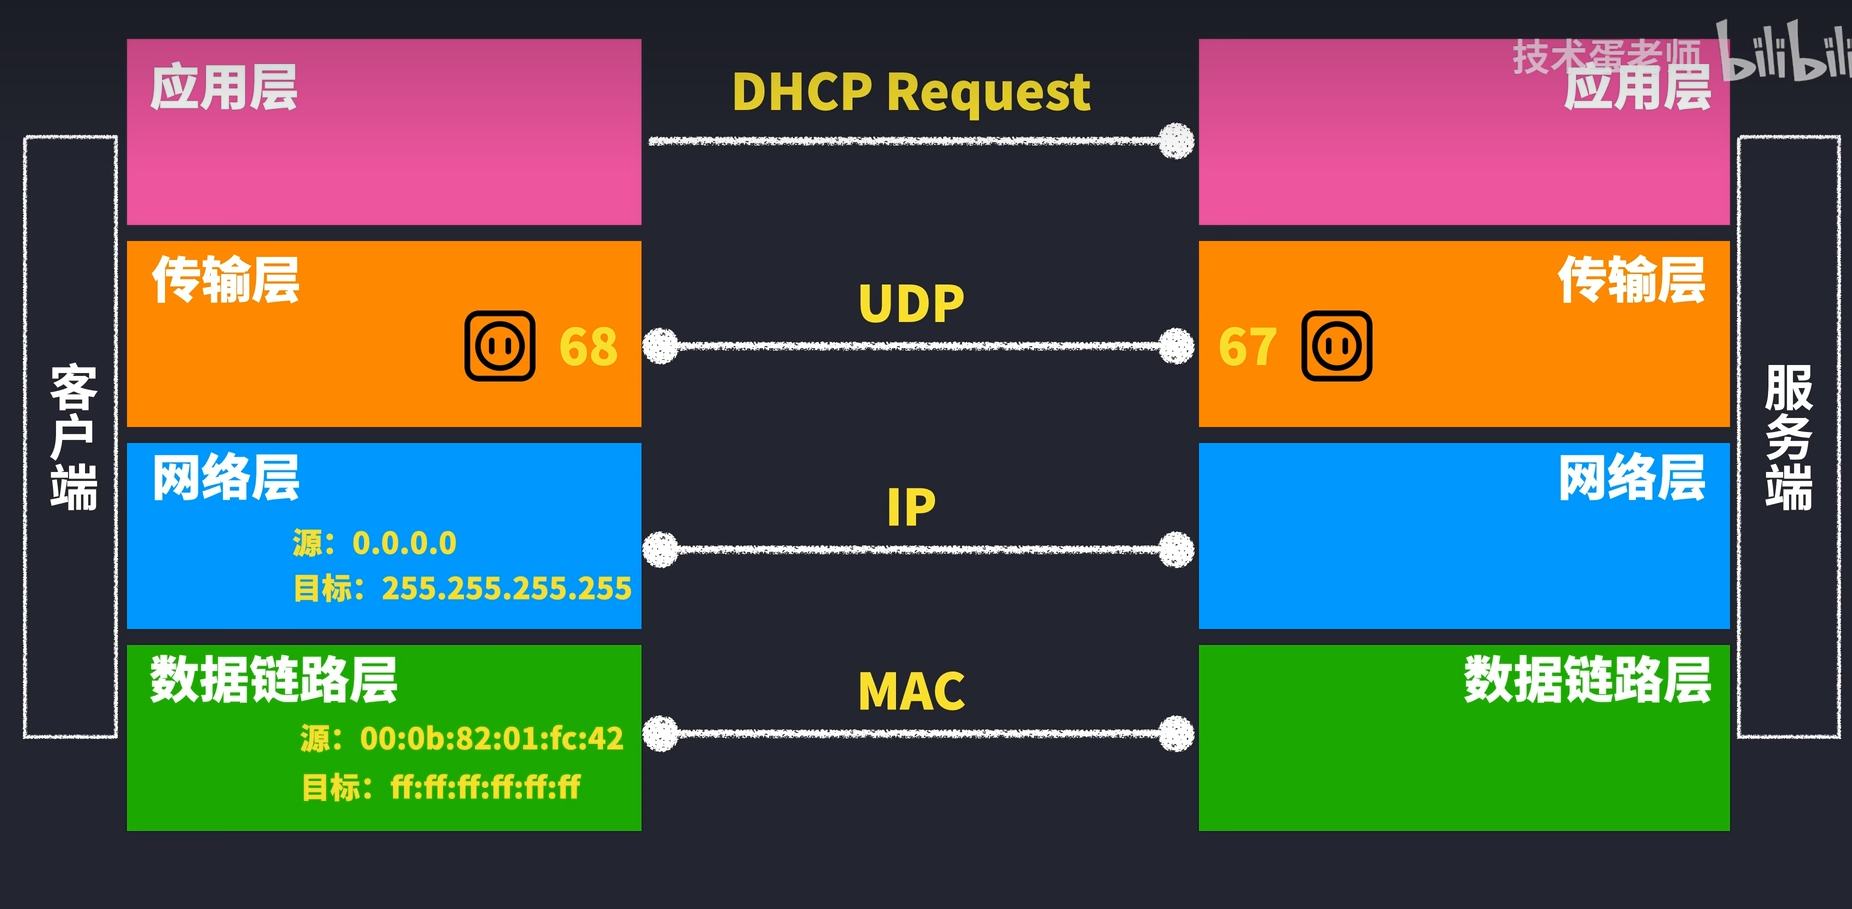 技术蛋老师 bilibili
应用层
DHCP Request
应用层
传输层
68
UDP
67
传输层
客户端
服务端
网络层
源：0.0.0.0
目标：255.255.255.255
IP
网络层
数据链路层
源：00:0b:82:01:fc:42
目标：ff:ff:ff:ff:ff:ff
MAC
数据链路层